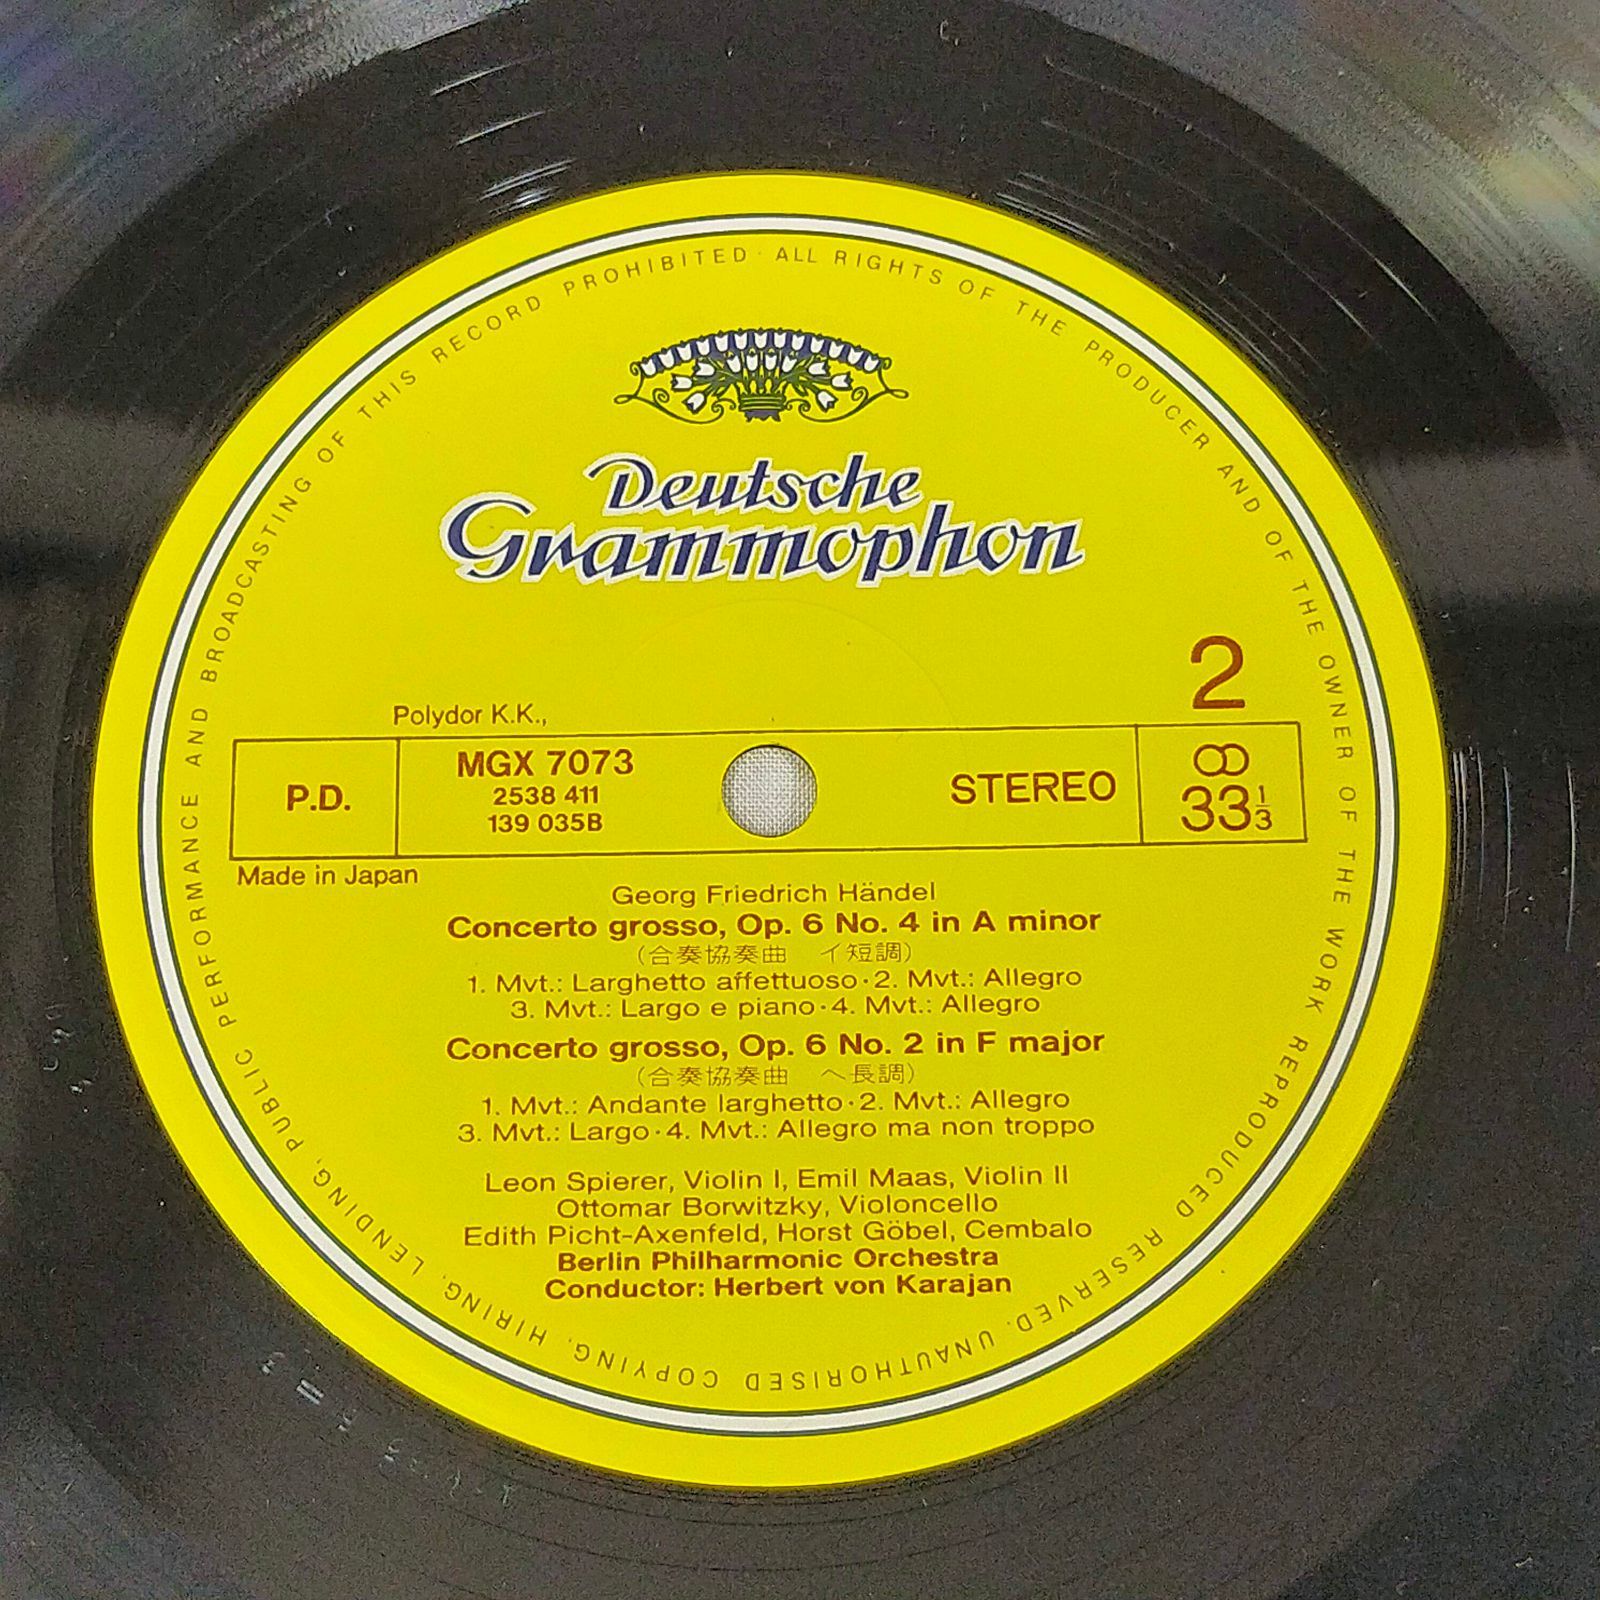 PUBLIC PERFORMANCE AND BROADCASTING OF THIS RECORD PROHIBITED · ALL RIGHTS OF THE PRODUCER AND OF THE OWNER OF THE WORK REPRODUCED RESERVED. UNAUTHORISED COPYING, HIRING, LENDING,
Deutsche
Grammophon
2
Polydor K.K.,
P.D.
MGX 7073
2538 411
139 035B
STEREO
33 1/3
Made in Japan
Georg Friedrich Händel
Concerto grosso, Op. 6 No. 4 in A minor
(合奏協奏曲 イ短調)
1. Mvt.: Larghetto affettuoso·2. Mvt.: Allegro
3. Mvt.: Largo e piano·4. Mvt.: Allegro
Concerto grosso, Op. 6 No. 2 in F major
(合奏協奏曲 ヘ長調)
1. Mvt.: Andante larghetto·2. Mvt.: Allegro
3. Mvt.: Largo·4. Mvt.: Allegro ma non troppo
Leon Spierer, Violin I, Emil Maas, Violin II
Ottomar Borwitzky, Violoncello
Edith Picht-Axenfeld, Horst Göbel, Cembalo
Berlin Philharmonic Orchestra
Conductor: Herbert von Karajan